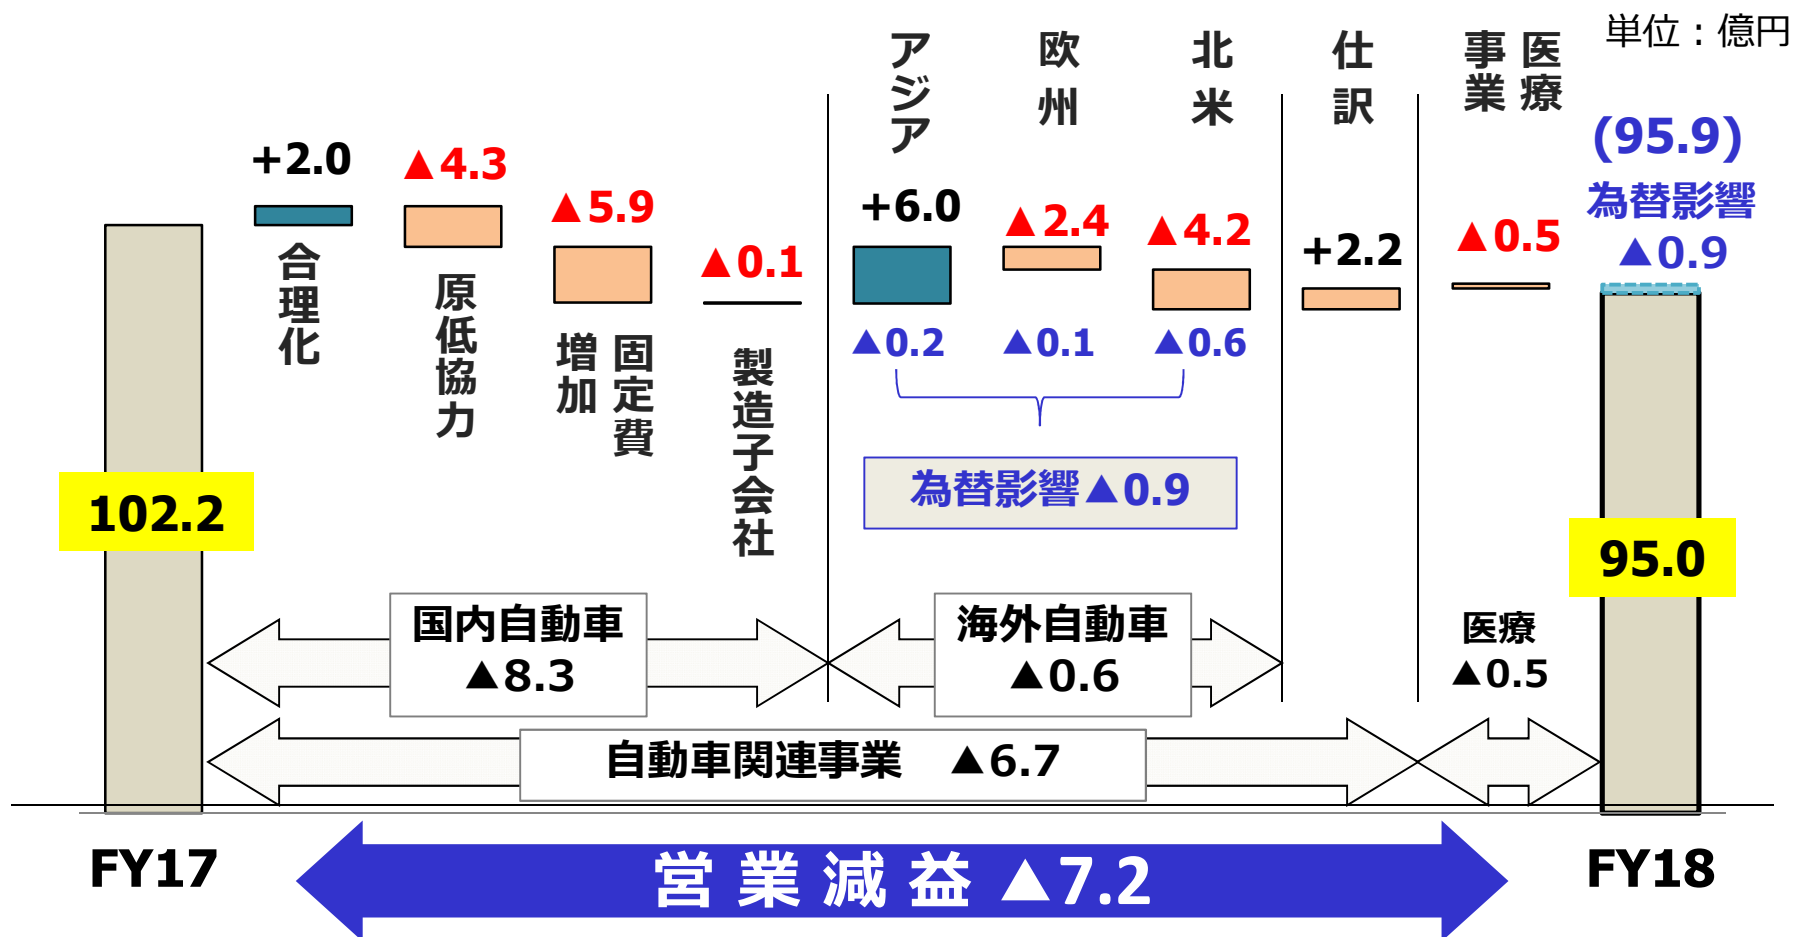 単位：億円
アジア
欧州
北米
仕訳
医療
事業
+2.0
▲4.3
▲5.9
▲0.1
+6.0
▲2.4
▲4.2
+2.2
▲0.5
(95.9)
為替影響
▲0.9
合理化
原低協力
固定費
増加
製造子会社
▲0.2
▲0.1
▲0.6
為替影響▲0.9
102.2
95.0
国内自動車
▲8.3
海外自動車
▲0.6
医療
▲0.5
自動車関連事業 ▲6.7
FY17
営業減益 ▲7.2
FY18